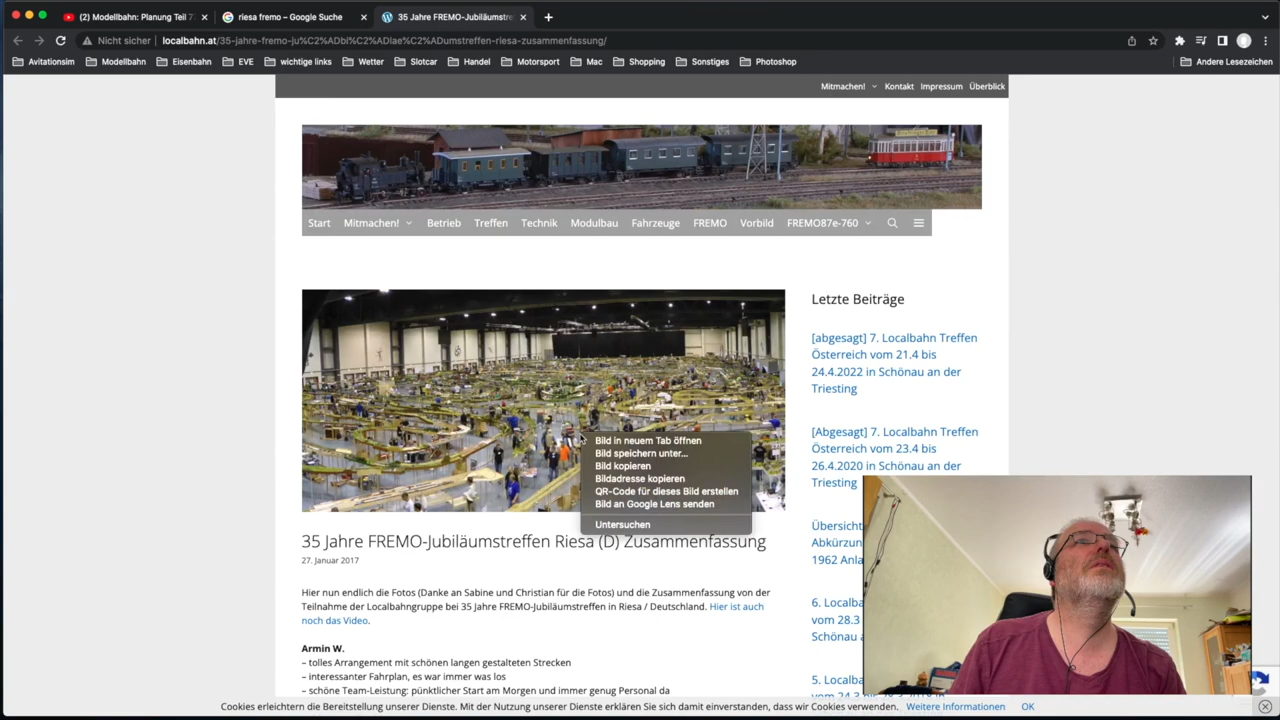 (2) Modellbahn: Planung Teil 7
riesa fremo – Google Suche
35 Jahre FREMO-Jubiläumstre
Nicht sicher
localbahn.at/35-jahre-fremo-ju%C2%ADbi%C2%ADlae%C2%ADumstreffen-riesa-zusammenfassung/
Avitationsim
Modellbahn
Eisenbahn
EVE
wichtige links
Wetter
Slotcar
Handel
Motorsport
Mac
Shopping
Sonstiges
Photoshop
Andere Lesezeichen
Mitmachen!
Kontakt
Impressum
Überblick
Start
Mitmachen!
Betrieb
Treffen
Technik
Modulbau
Fahrzeuge
FREMO
Vorbild
FREMO87e-760
Bild in neuem Tab öffnen
Bild speichern unter...
Bild kopieren
Bildadresse kopieren
QR-Code für dieses Bild erstellen
Bild an Google Lens senden
Untersuchen
35 Jahre FREMO-Jubiläumstreffen Riesa (D) Zusammenfassung
27. Januar 2017
Hier nun endlich die Fotos (Danke an Sabine und Christian für die Fotos) und die Zusammenfassung von der
Teilnahme der Localbahngruppe bei 35 Jahre FREMO-Jubiläumstreffen in Riesa / Deutschland. Hier ist auch
noch das Video.
Armin W.
– tolles Arrangement mit schönen langen gestalteten Strecken
– interessanter Fahrplan, es war immer was los
– schöne Team-Leistung: pünktlicher Start am Morgen und immer genug Personal da
Letzte Beiträge
[abgesagt] 7. Localbahn Treffen
Österreich vom 21.4 bis
24.4.2022 in Schönau an der
Triesting
[Abgesagt] 7. Localbahn Treffen
Österreich vom 23.4 bis
26.4.2020 in Schönau an der
Triesting
Übersicht
Abkürzun
1962 Anla
6. Localba
vom 28.3
Schönau
5. Localba
vom 24.3
Cookies erleichtern die Bereitstellung unserer Dienste. Mit der Nutzung unserer Dienste erklären Sie sich damit einverstanden, dass wir Cookies verwenden.
Weitere Informationen
OK